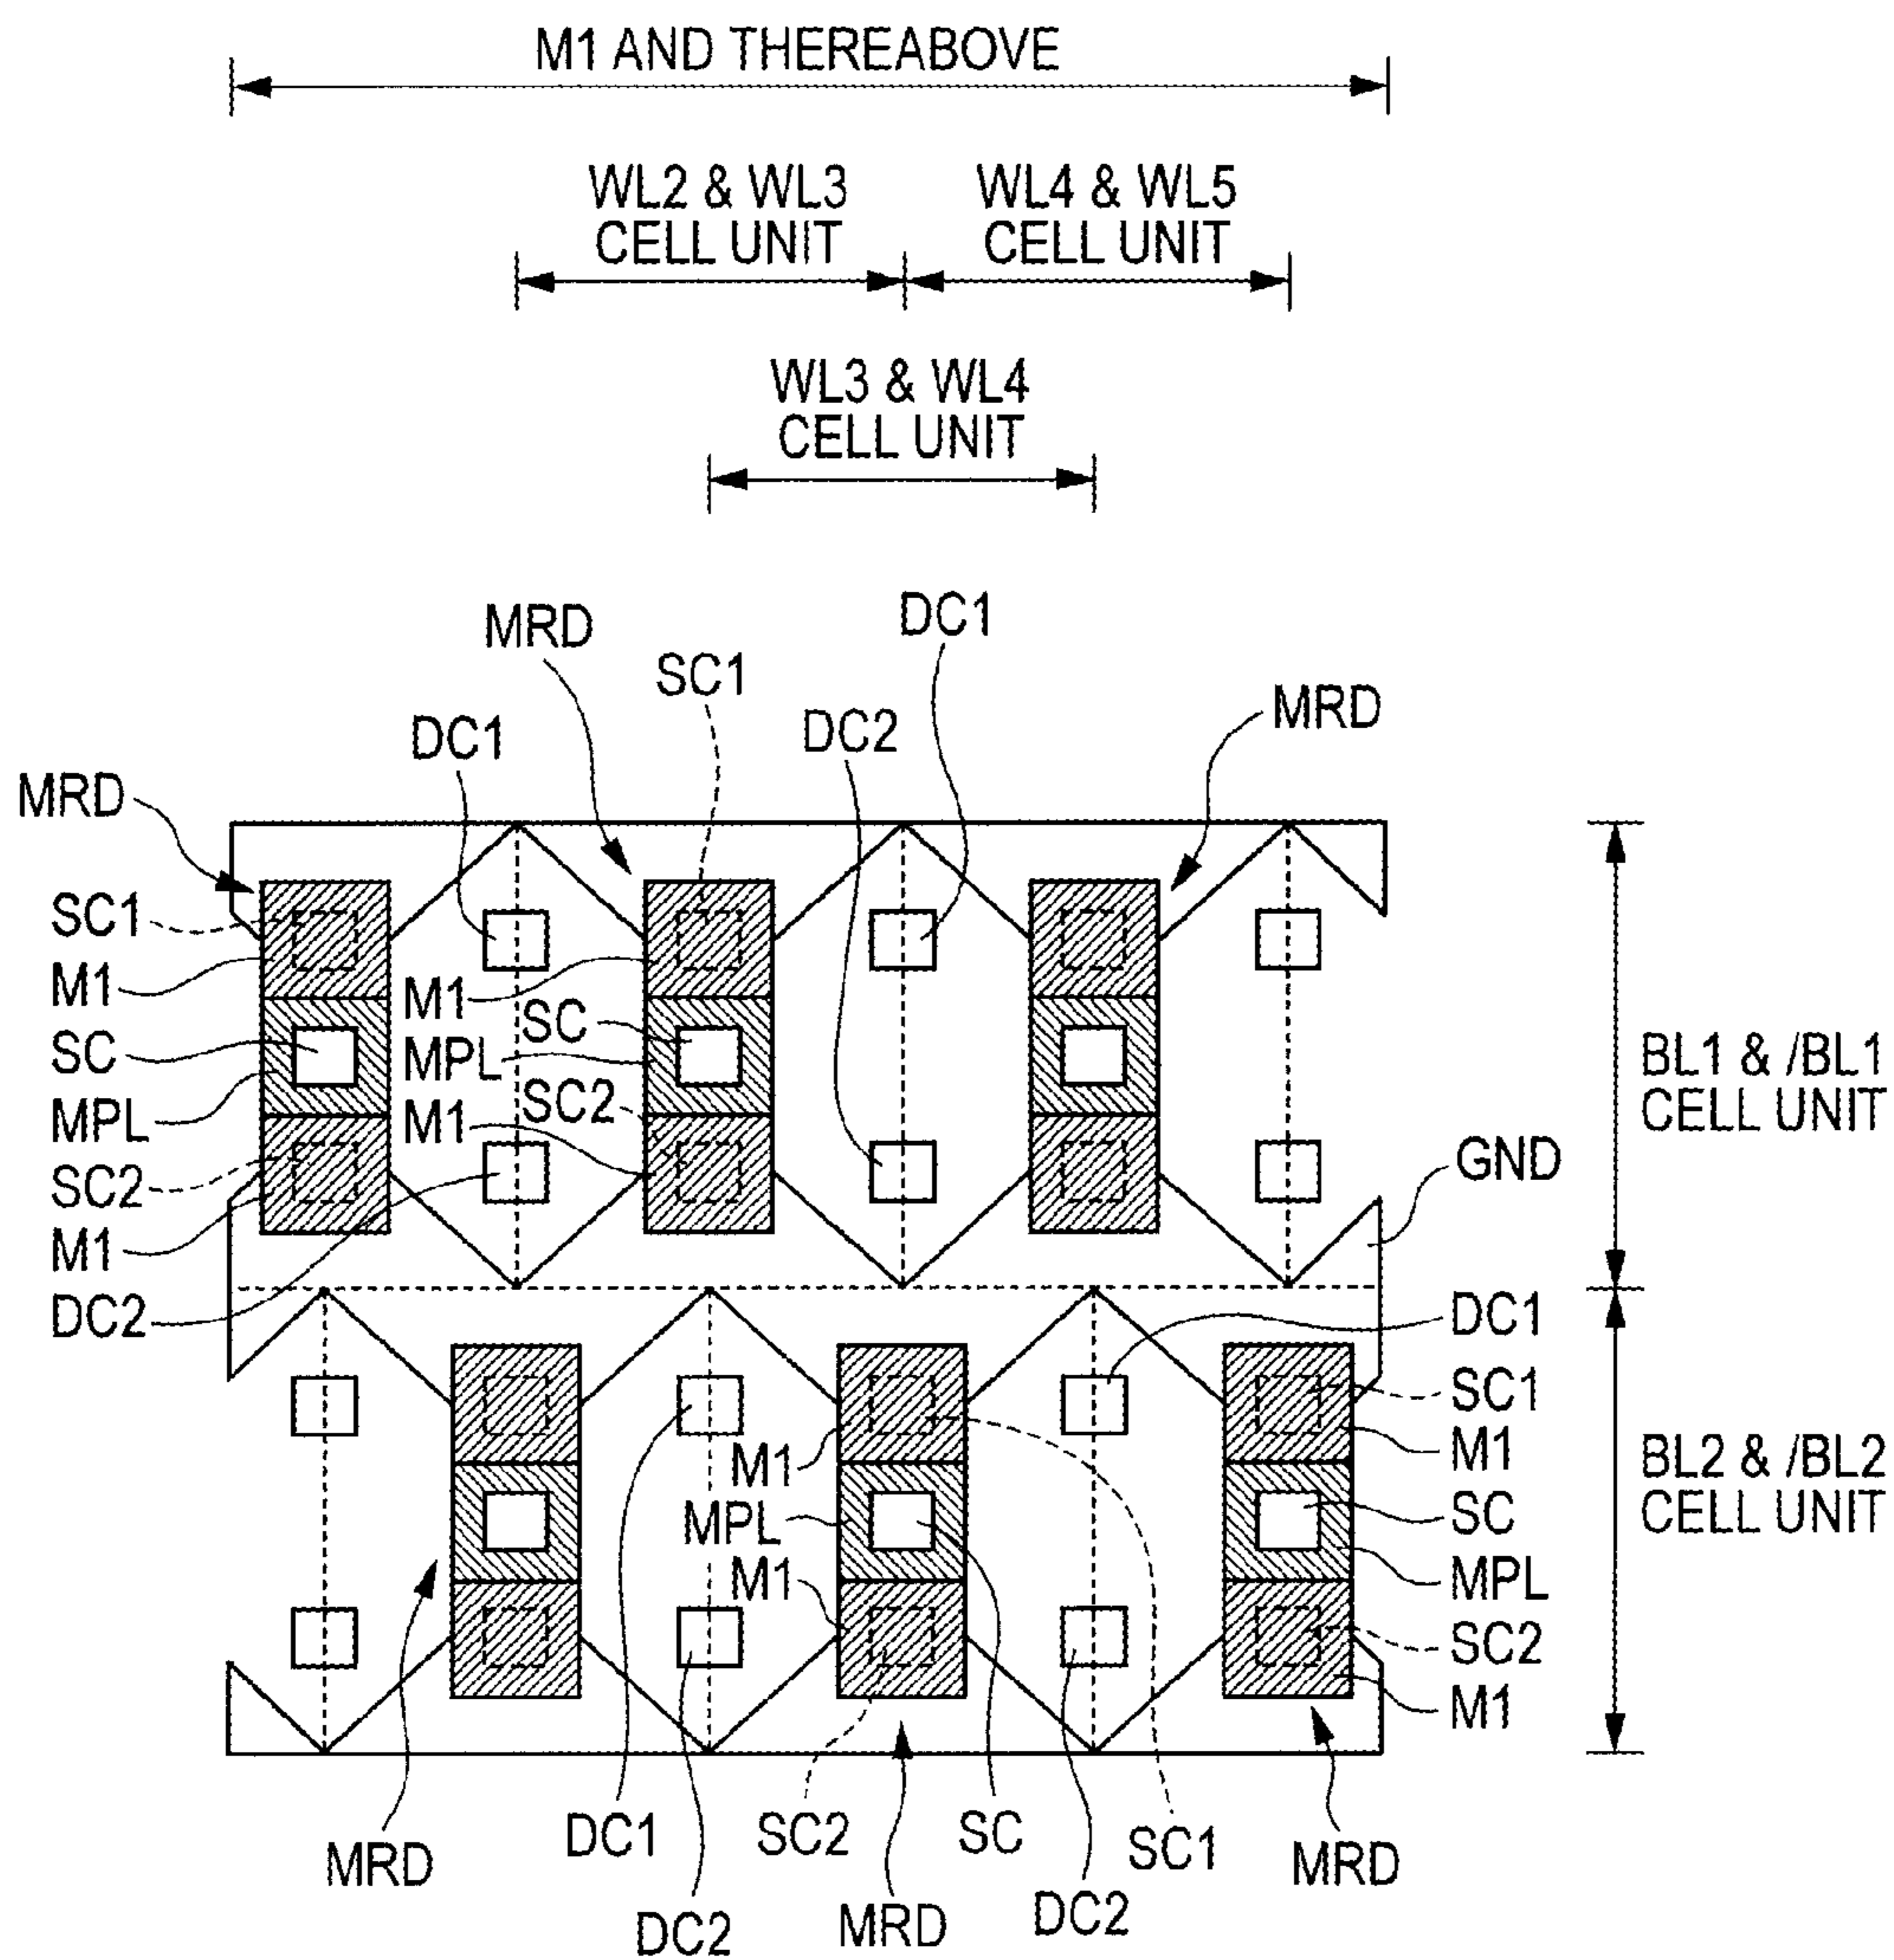 M1 AND THEREABOVE
WL2 & WL3
CELL UNIT
WL4 & WL5
CELL UNIT
WL3 & WL4
CELL UNIT
DC1
MRD
SC1
MRD
DC1
DC2
MRD
SC1
M1
M1
SC
SC
BL1 & /BL1
CELL UNIT
MPL
MPL
SC2
M1
SC2
GND
M1
DC2
DC1
SC1
M1
M1
BL2 & /BL2
CELL UNIT
SC
MPL
MPL
M1
SC2
M1
DC1
SC2
SC
SC1
MRD
MRD
DC2
MRD
DC2